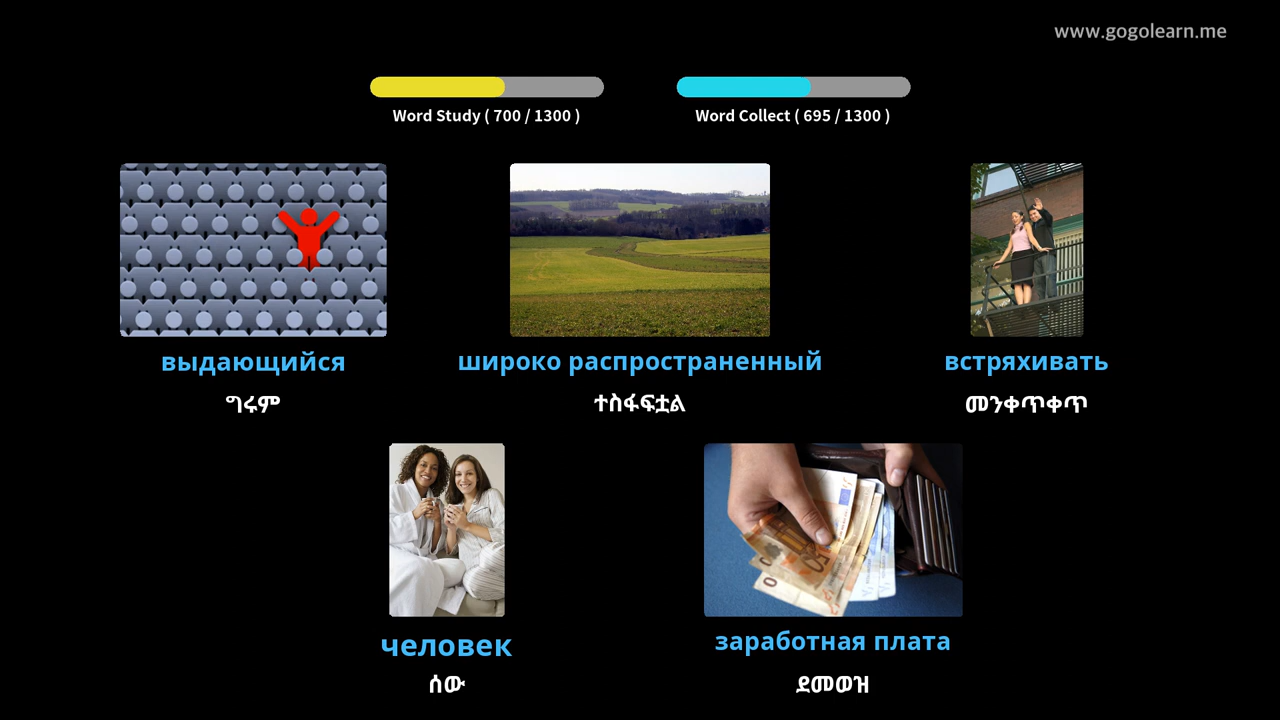 www.gogolearn.me
Word Study ( 700 / 1300 )
Word Collect ( 695 / 1300 )
выдающийся
широко распространенный
встряхивать
ግሩም
ተስፋፍቷል
መንቀጥቀጥ
человек
заработная плата
ሰው
ደመወዝ